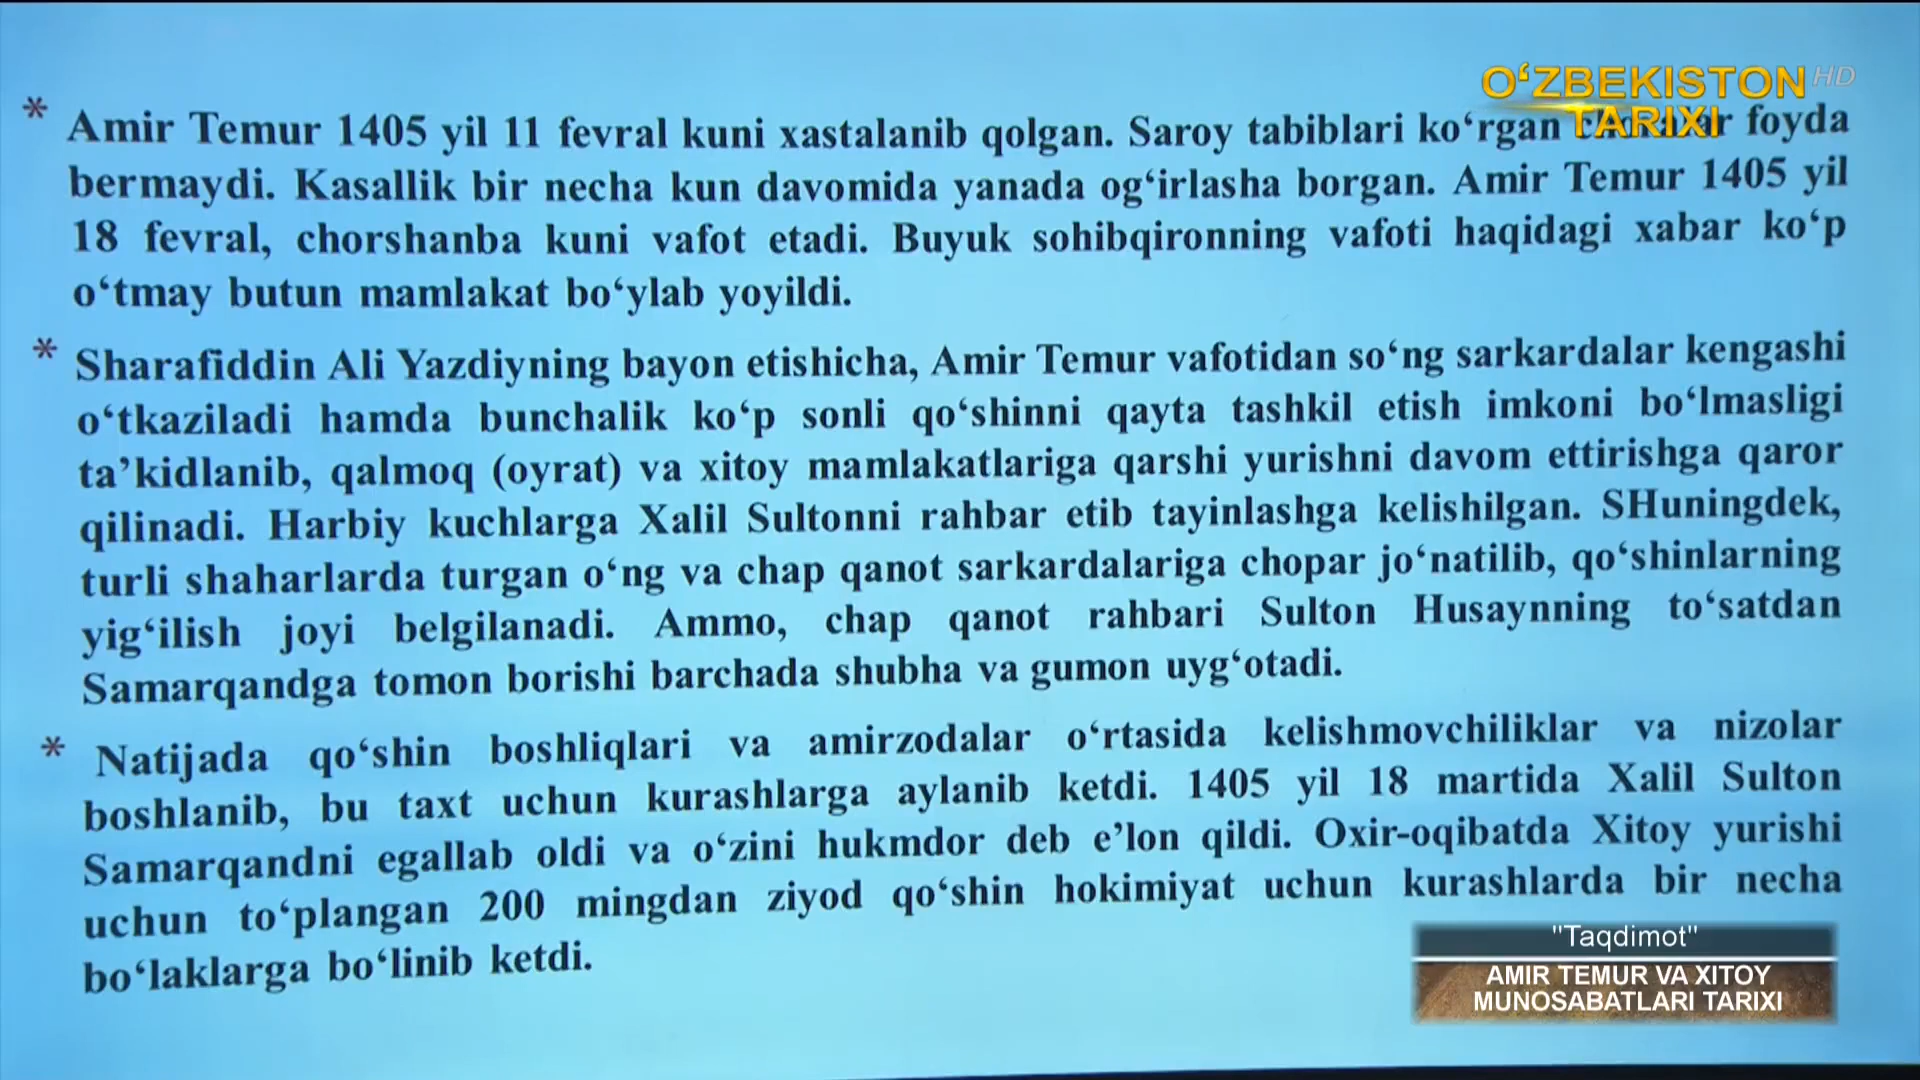 O‘ZBEKISTON HD
TARIXI
* Amir Temur 1405 yil 11 fevral kuni xastalanib qolgan. Saroy tabiblari ko‘rgan foyda
bermaydi. Kasallik bir necha kun davomida yanada og‘irlasha borgan. Amir Temur 1405 yil
18 fevral, chorshanba kuni vafot etadi. Buyuk sohibqironning vafoti haqidagi xabar ko‘p
o‘tmay butun mamlakat bo‘ylab yoyildi.
* Sharafiddin Ali Yazdiyning bayon etishicha, Amir Temur vafotidan so‘ng sarkardalar kengashi
o‘tkaziladi hamda bunchalik ko‘p sonli qo‘shinni qayta tashkil etish imkoni bo‘lmasligi
ta’kidlanib, qalmoq (oyrat) va xitoy mamlakatlariga qarshi yurishni davom ettirishga qaror
qilinadi. Harbiy kuchlarga Xalil Sultonni rahbar etib tayinlashga kelishilgan. SHuningdek,
turli shaharlarda turgan o‘ng va chap qanot sarkardalariga chopar jo‘natilib, qo‘shinlarning
yig‘ilish joyi belgilanadi. Ammo, chap qanot rahbari Sulton Husaynning to‘satdan
Samarqandga tomon borishi barchada shubha va gumon uyg‘otadi.
* Natijada qo‘shin boshliqlari va amirzodalar o‘rtasida kelishmovchiliklar va nizolar
boshlanib, bu taxt uchun kurashlarga aylanib ketdi. 1405 yil 18 martida Xalil Sulton
Samarqandni egallab oldi va o‘zini hukmdor deb e’lon qildi. Oxir-oqibatda Xitoy yurishi
uchun to‘plangan 200 mingdan ziyod qo‘shin hokimiyat uchun kurashlarda bir necha
bo‘laklarga bo‘linib ketdi.
"Taqdimot"
AMIR TEMUR VA XITOY
MUNOSABATLARI TARIXI